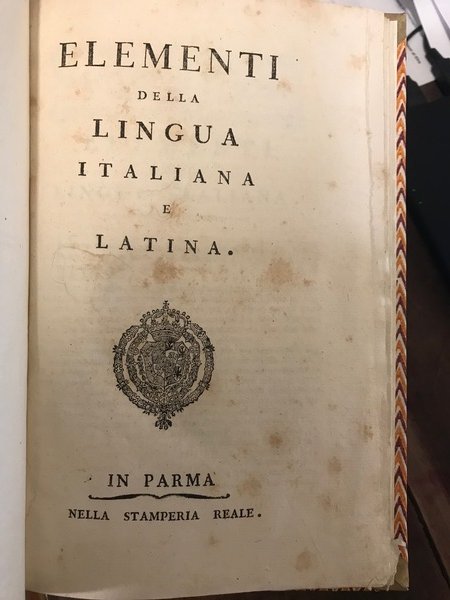 ELEMENTI
DELLA
LINGUA
ITALIANA
E
LATINA.
IN PARMA
NELLA STAMPERIA REALE.